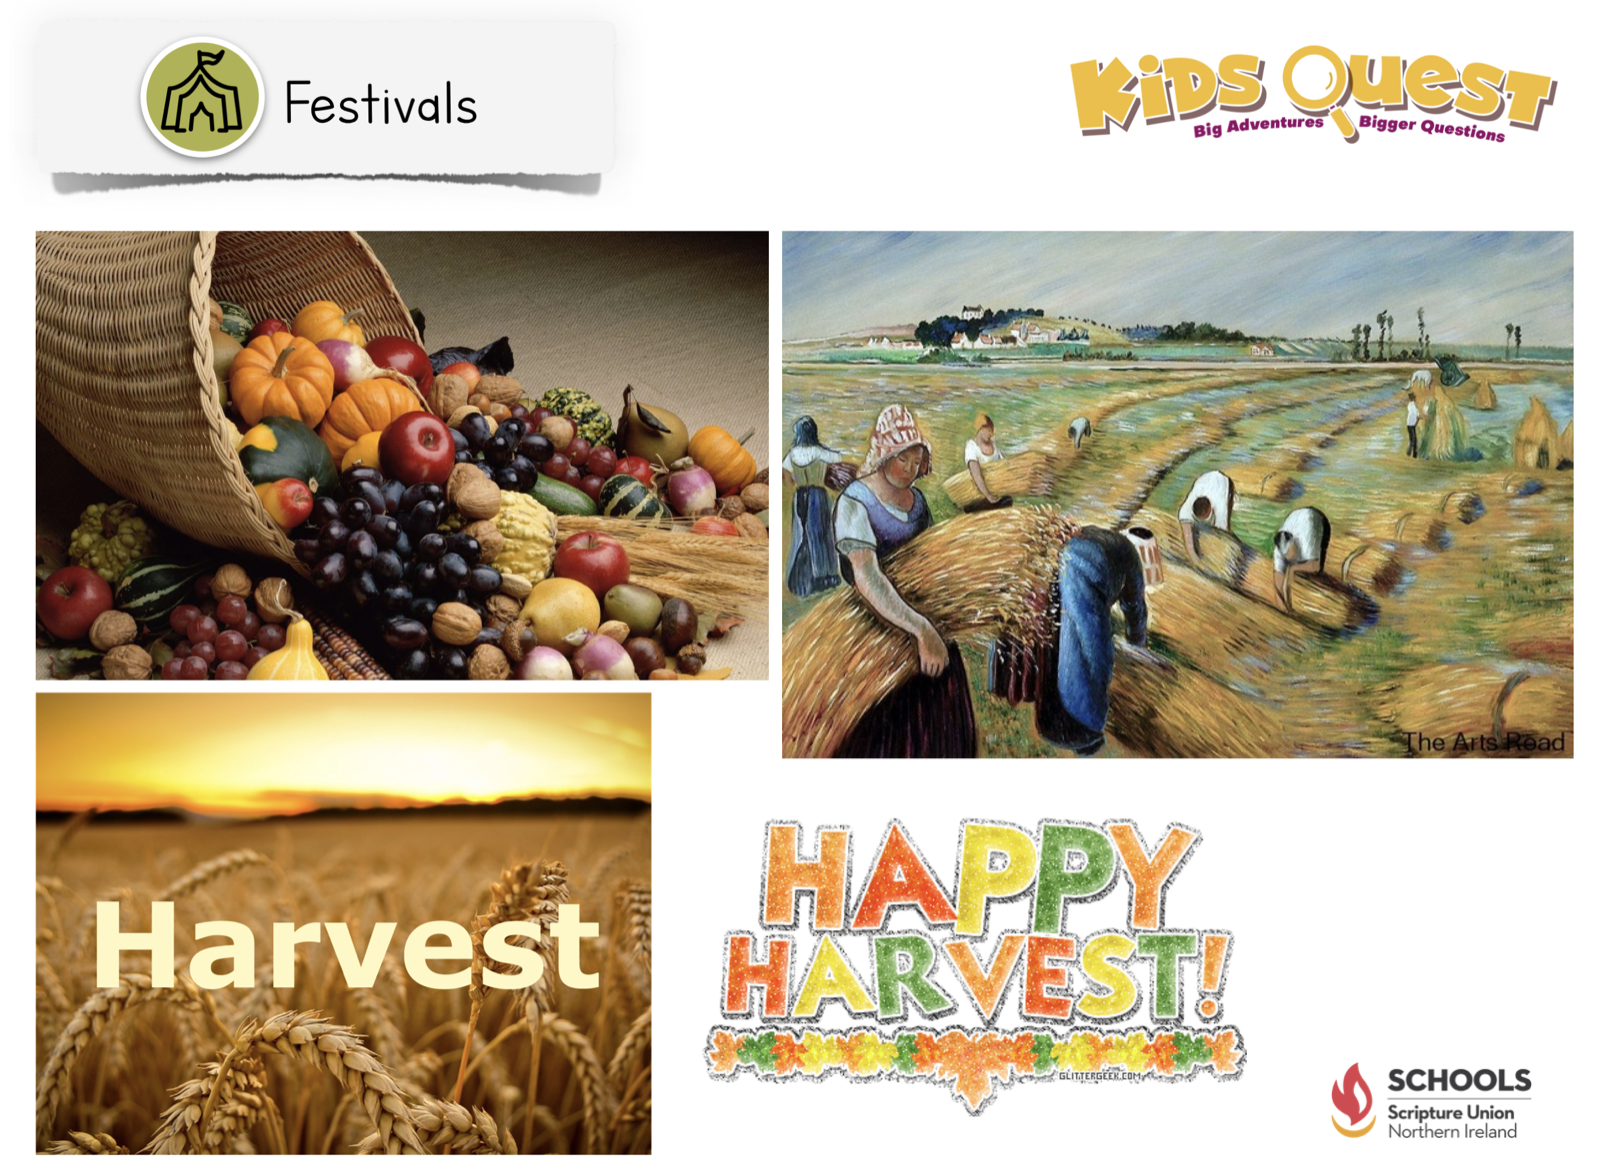 Festivals
KiDS QUEST
Big Adventures Bigger Questions
The Arts Road
Harvest
HAPPY
HARVEST!
GLITTERGEEK.COM
SCHOOLS
Scripture Union
Northern Ireland